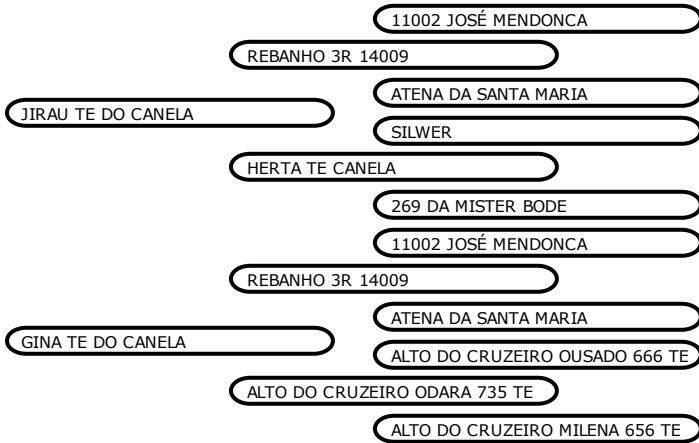 11002 JOSÉ MENDONCA
REBANHO 3R 14009
ATENA DA SANTA MARIA
JIRAU TE DO CANELA
SILWER
HERTA TE CANELA
269 DA MISTER BODE
11002 JOSÉ MENDONCA
REBANHO 3R 14009
ATENA DA SANTA MARIA
GINA TE DO CANELA
ALTO DO CRUZEIRO OUSADO 666 TE
ALTO DO CRUZEIRO ODARA 735 TE
ALTO DO CRUZEIRO MILENA 656 TE